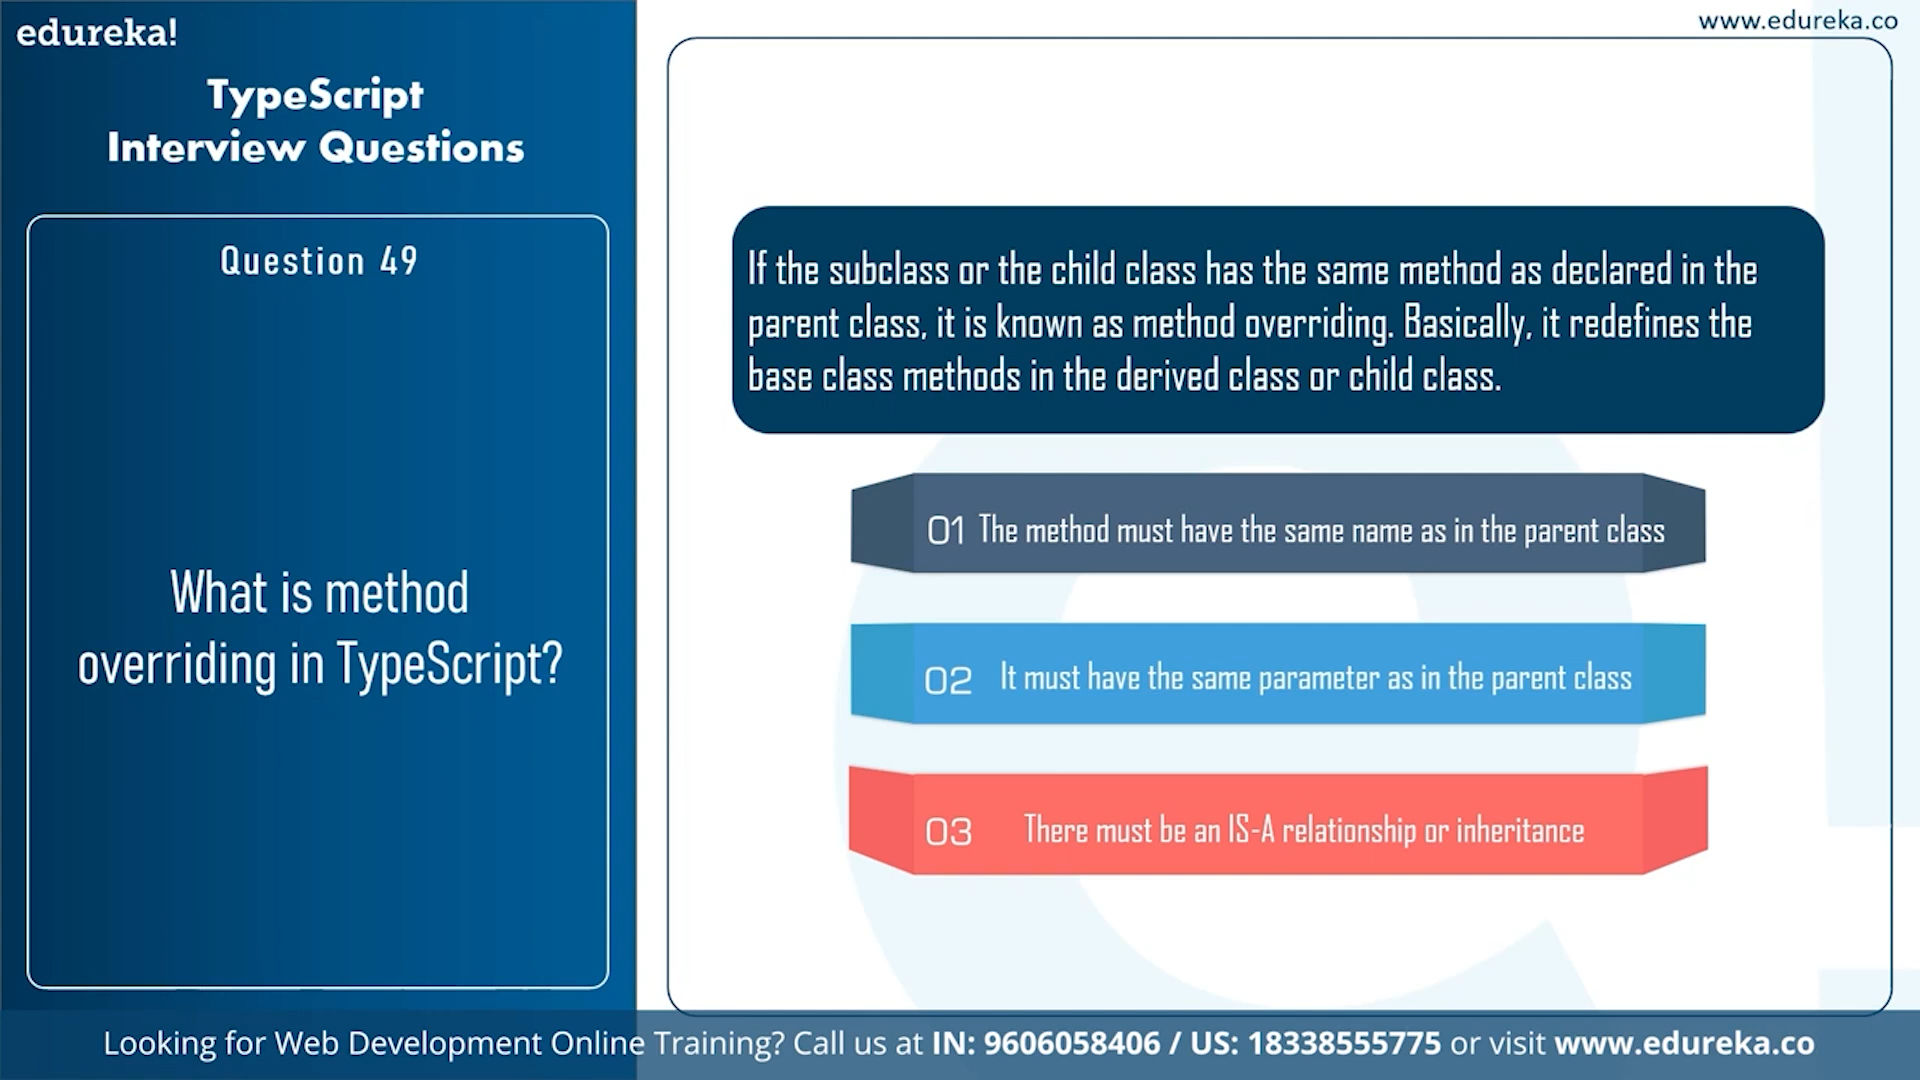 edureka!
www.edureka.co
TypeScript
Interview Questions
Question 49
What is method
overriding in TypeScript?
If the subclass or the child class has the same method as declared in the
parent class, it is known as method overriding. Basically, it redefines the
base class methods in the derived class or child class.
01 The method must have the same name as in the parent class
02 It must have the same parameter as in the parent class
03 There must be an IS-A relationship or inheritance
Looking for Web Development Online Training? Call us at IN: 9606058406 / US: 18338555775 or visit www.edureka.co